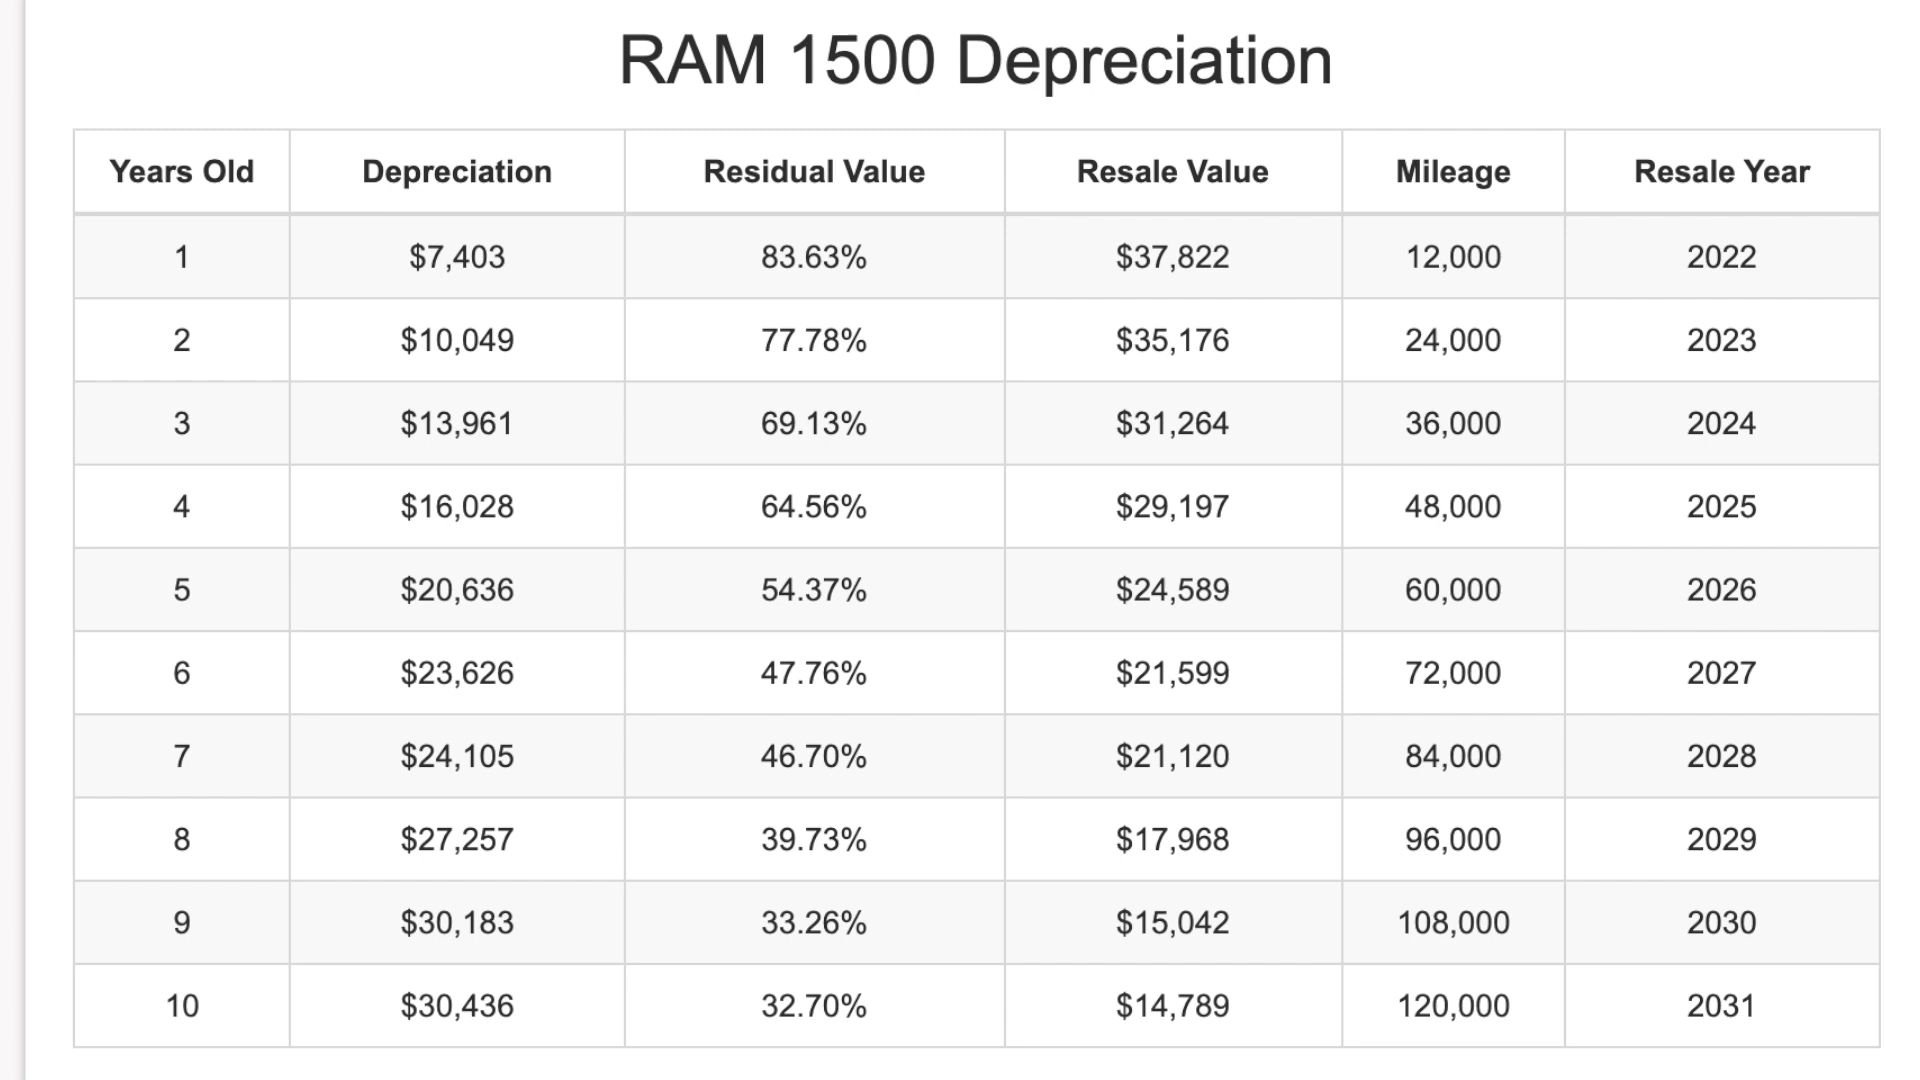 RAM 1500 Depreciation
Years Old Depreciation Residual Value Resale Value Mileage Resale Year
1 $7,403 83.63% $37,822 12,000 2022
2 $10,049 77.78% $35,176 24,000 2023
3 $13,961 69.13% $31,264 36,000 2024
4 $16,028 64.56% $29,197 48,000 2025
5 $20,636 54.37% $24,589 60,000 2026
6 $23,626 47.76% $21,599 72,000 2027
7 $24,105 46.70% $21,120 84,000 2028
8 $27,257 39.73% $17,968 96,000 2029
9 $30,183 33.26% $15,042 108,000 2030
10 $30,436 32.70% $14,789 120,000 2031